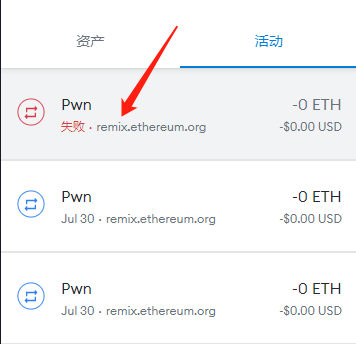 资产 活动
Pwn -0 ETH
失败 · remix.ethereum.org -$0.00 USD
Pwn -0 ETH
Jul 30 · remix.ethereum.org -$0.00 USD
Pwn -0 ETH
Jul 30 · remix.ethereum.org -$0.00 USD